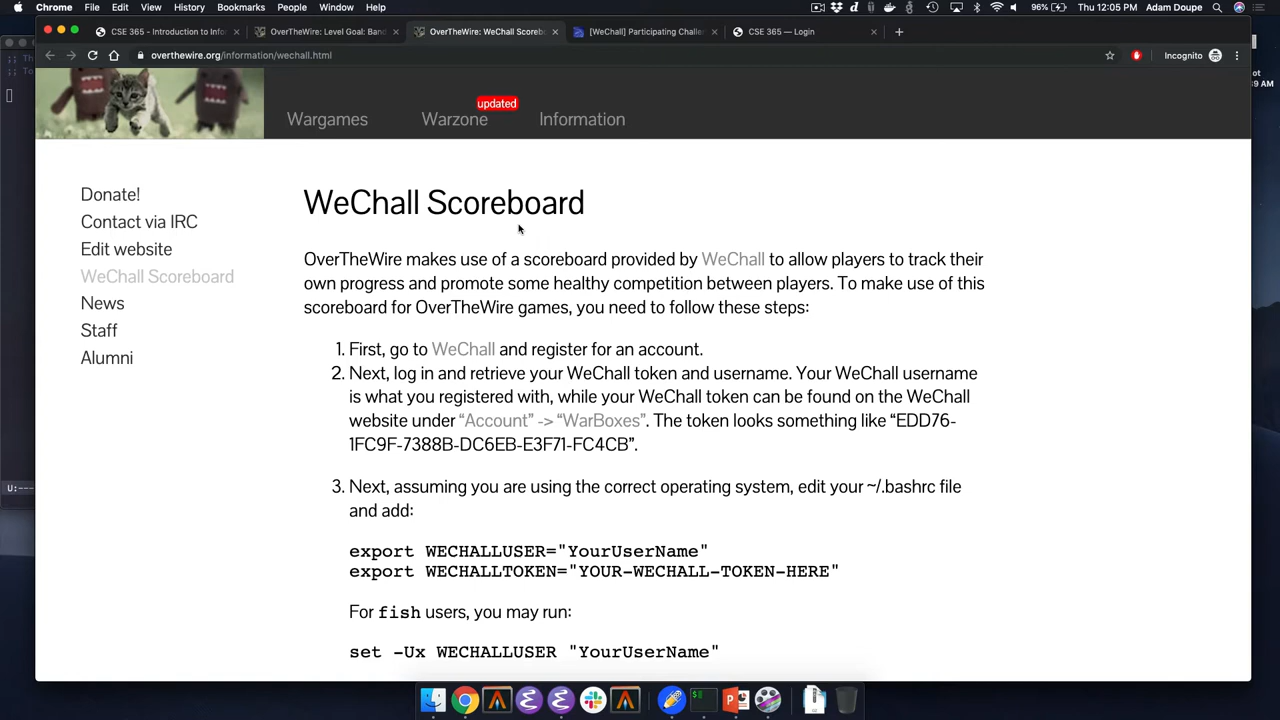 Chrome File Edit View History Bookmarks People Window Help 96% Thu 12:05 PM Adam Doupe
CSE 365 - Introduction to Info
OverTheWire: Level Goal: Band
OverTheWire: WeChall Scoreb
[WeChall] Participating Challe
CSE 365 — Login
overthewire.org/information/wechall.html
Incognito
updated
Wargames Warzone Information
Donate!
Contact via IRC
Edit website
WeChall Scoreboard
News
Staff
Alumni
WeChall Scoreboard
OverTheWire makes use of a scoreboard provided by WeChall to allow players to track their
own progress and promote some healthy competition between players. To make use of this
scoreboard for OverTheWire games, you need to follow these steps:
1. First, go to WeChall and register for an account.
2. Next, log in and retrieve your WeChall token and username. Your WeChall username
is what you registered with, while your WeChall token can be found on the WeChall
website under “Account” -> “WarBoxes”. The token looks something like “EDD76-
1FC9F-7388B-DC6EB-E3F71-FC4CB”.
3. Next, assuming you are using the correct operating system, edit your ~/.bashrc file
and add:
export WECHALLUSER="YourUserName"
export WECHALLTOKEN="YOUR-WECHALL-TOKEN-HERE"
For fish users, you may run:
set -Ux WECHALLUSER "YourUserName"